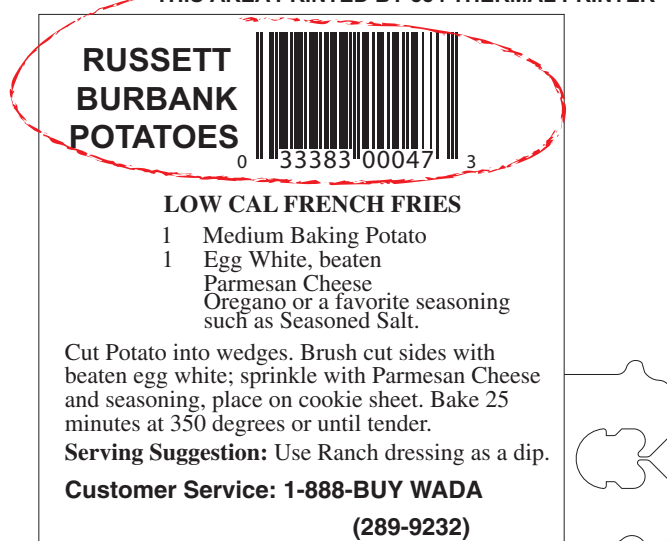 RUSSETT
BURBANK
POTATOES
0 33383 00047 3
LOW CAL FRENCH FRIES
1 Medium Baking Potato
1 Egg White, beaten
Parmesan Cheese
Oregano or a favorite seasoning
such as Seasoned Salt.
Cut Potato into wedges. Brush cut sides with
beaten egg white; sprinkle with Parmesan Cheese
and seasoning, place on cookie sheet. Bake 25
minutes at 350 degrees or until tender.
Serving Suggestion: Use Ranch dressing as a dip.
Customer Service: 1-888-BUY WADA
(289-9232)